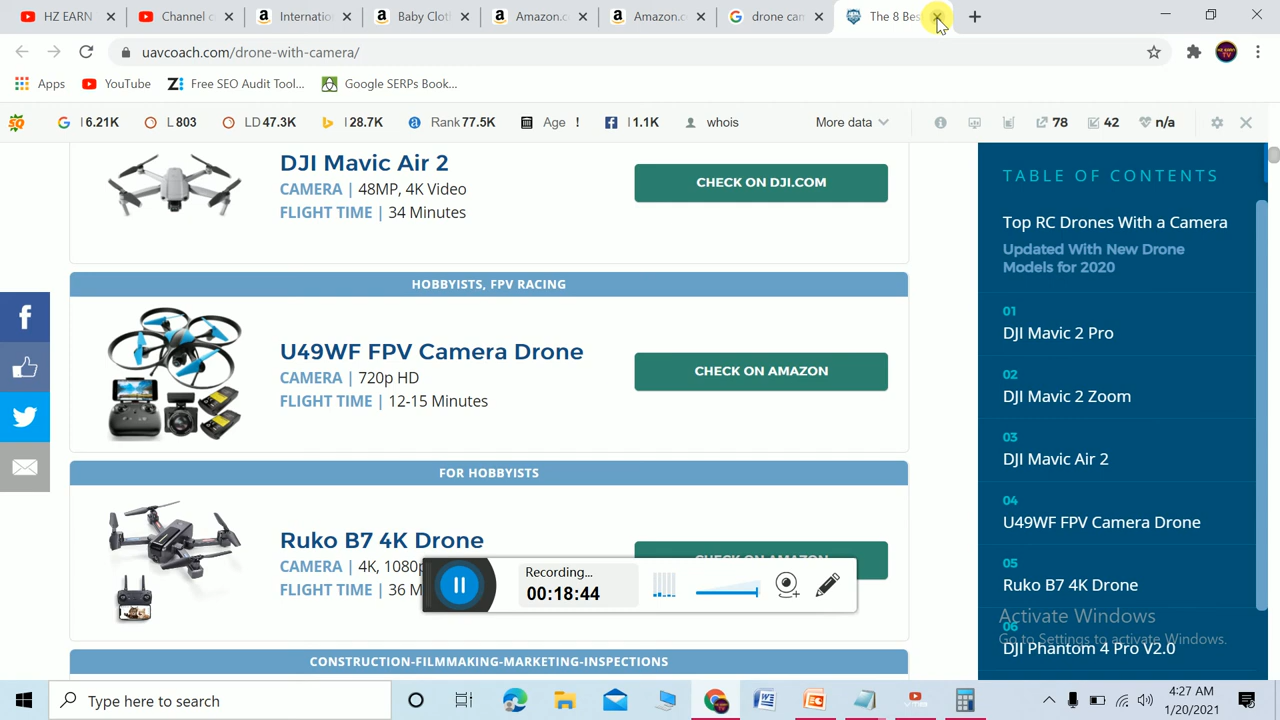 HZ EARN
Channel c
Internatio
Baby Clot
Amazon.c
Amazon.c
drone cam
The 8 Bes
uavcoach.com/drone-with-camera/
Apps
YouTube
Free SEO Audit Tool...
Google SERPs Book...
I 6.21K
L 803
LD 47.3K
I 28.7K
Rank 77.5K
Age !
I 1.1K
whois
More data
78
42
n/a
DJI Mavic Air 2
CAMERA | 48MP, 4K Video
FLIGHT TIME | 34 Minutes
CHECK ON DJI.COM
HOBBYISTS, FPV RACING
U49WF FPV Camera Drone
CAMERA | 720p HD
FLIGHT TIME | 12-15 Minutes
CHECK ON AMAZON
FOR HOBBYISTS
Ruko B7 4K Drone
CAMERA | 4K, 1080p
FLIGHT TIME | 36 M
CHECK ON AMAZON
CONSTRUCTION-FILMMAKING-MARKETING-INSPECTIONS
TABLE OF CONTENTS
Top RC Drones With a Camera
Updated With New Drone
Models for 2020
01
DJI Mavic 2 Pro
02
DJI Mavic 2 Zoom
03
DJI Mavic Air 2
04
U49WF FPV Camera Drone
05
Ruko B7 4K Drone
06
DJI Phantom 4 Pro V2.0
Activate Windows
Go to Settings to activate Windows.
Recording...
00:18:44
Type here to search
4:27 AM
1/20/2021